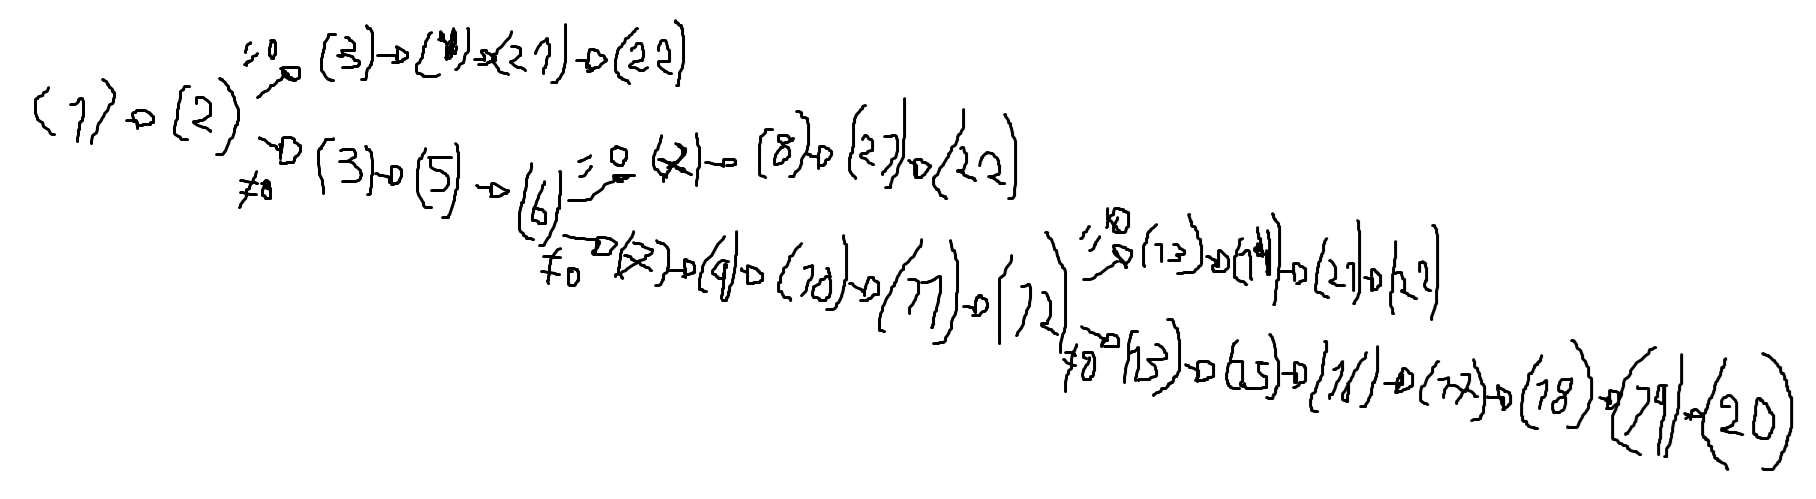 =0 (3) → (4) → (21) → (22)
(1) → (2)
≠0 (3) → (5) → (6) =0 (7) → (8) → (21) → (22)
≠0 (7) → (9) → (10) → (11) → (12) =0 (13) → (14) → (21) → (22)
≠0 (13) → (15) → (16) → (17) → (18) → (19) → (20)